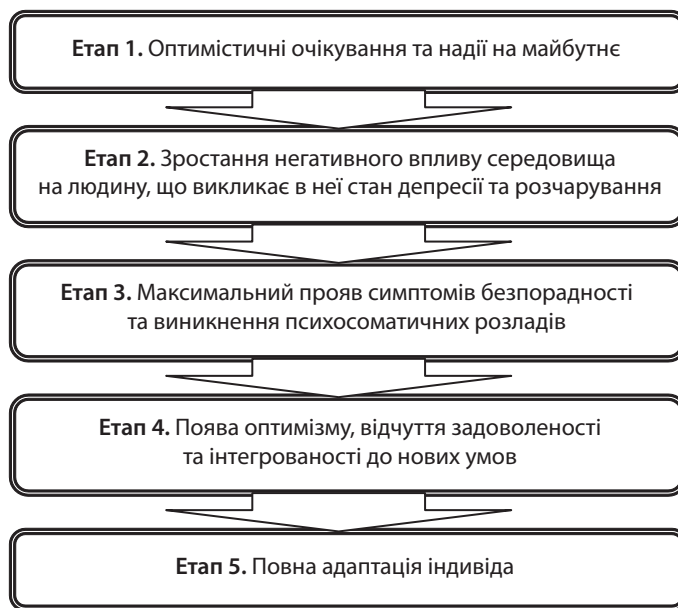 Етап 1. Оптимістичні очікування та надії на майбутнє
Етап 2. Зростання негативного впливу середовища
на людину, що викликає в неї стан депресії та розчарування
Етап 3. Максимальний прояв симптомів безпорадності
та виникнення психосоматичних розладів
Етап 4. Поява оптимізму, відчуття задоволеності
та інтегрованості до нових умов
Етап 5. Повна адаптація індивіда